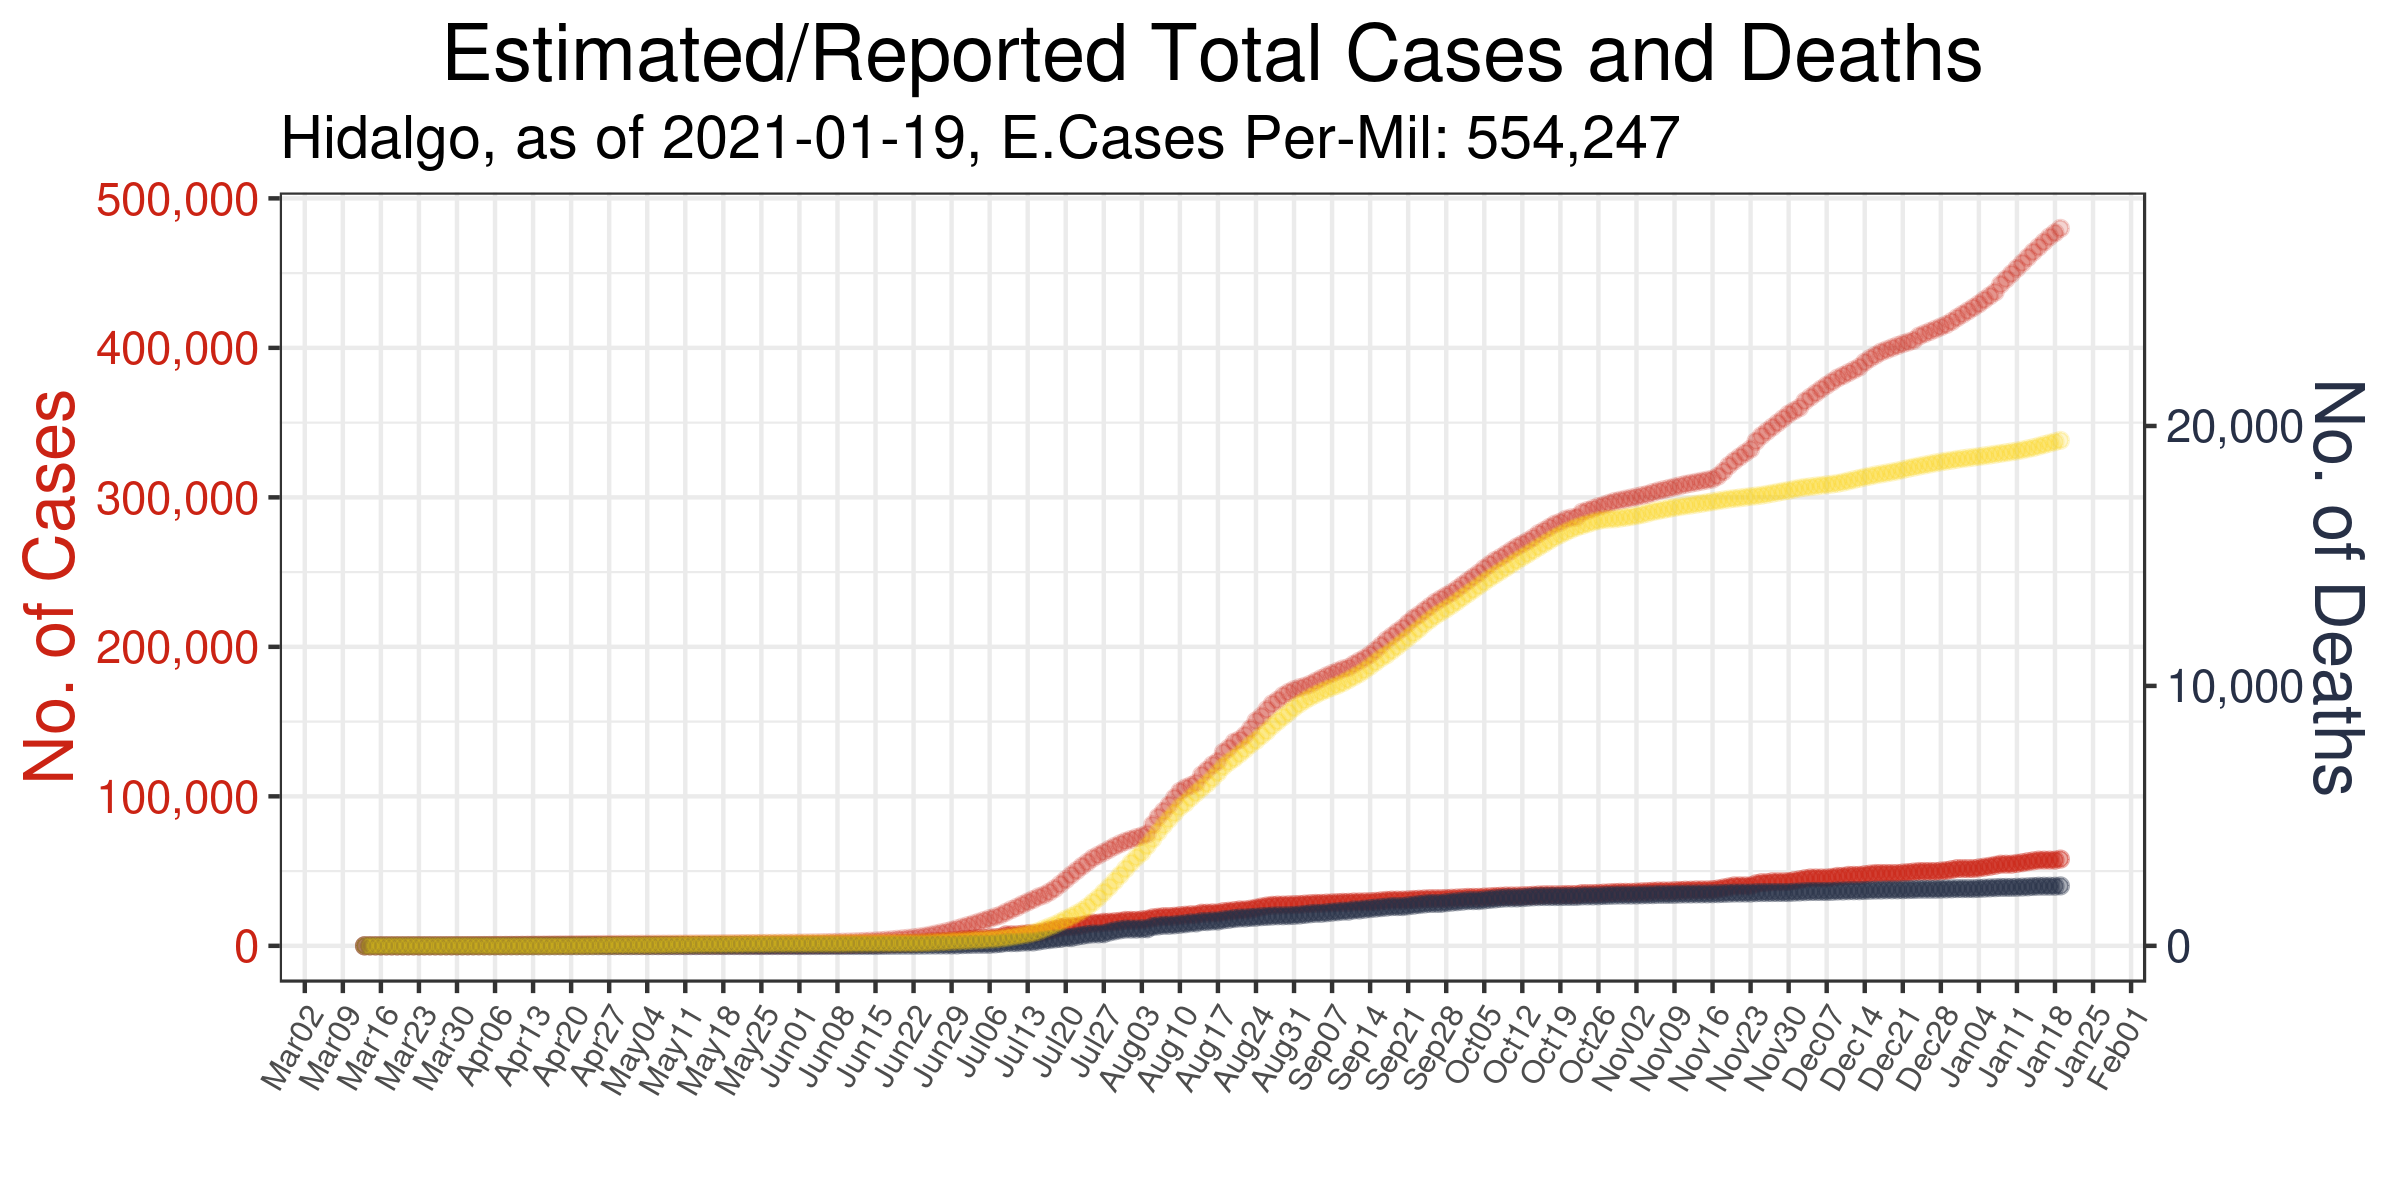 Estimated/Reported Total Cases and Deaths
Hidalgo, as of 2021-01-19, E.Cases Per-Mil: 554,247
No. of Cases
500,000
400,000
300,000
200,000
100,000
0
20,000
10,000
0
No. of Deaths
Mar02 Mar09 Mar16 Mar23 Mar30 Apr06 Apr13 Apr20 Apr27 May04 May11 May18 May25 Jun01 Jun08 Jun15 Jun22 Jun29 Jul06 Jul13 Jul20 Jul27 Aug03 Aug10 Aug17 Aug24 Aug31 Sep07 Sep14 Sep21 Sep28 Oct05 Oct12 Oct19 Oct26 Nov02 Nov09 Nov16 Nov23 Nov30 Dec07 Dec14 Dec21 Dec28 Jan04 Jan11 Jan18 Jan25 Feb01